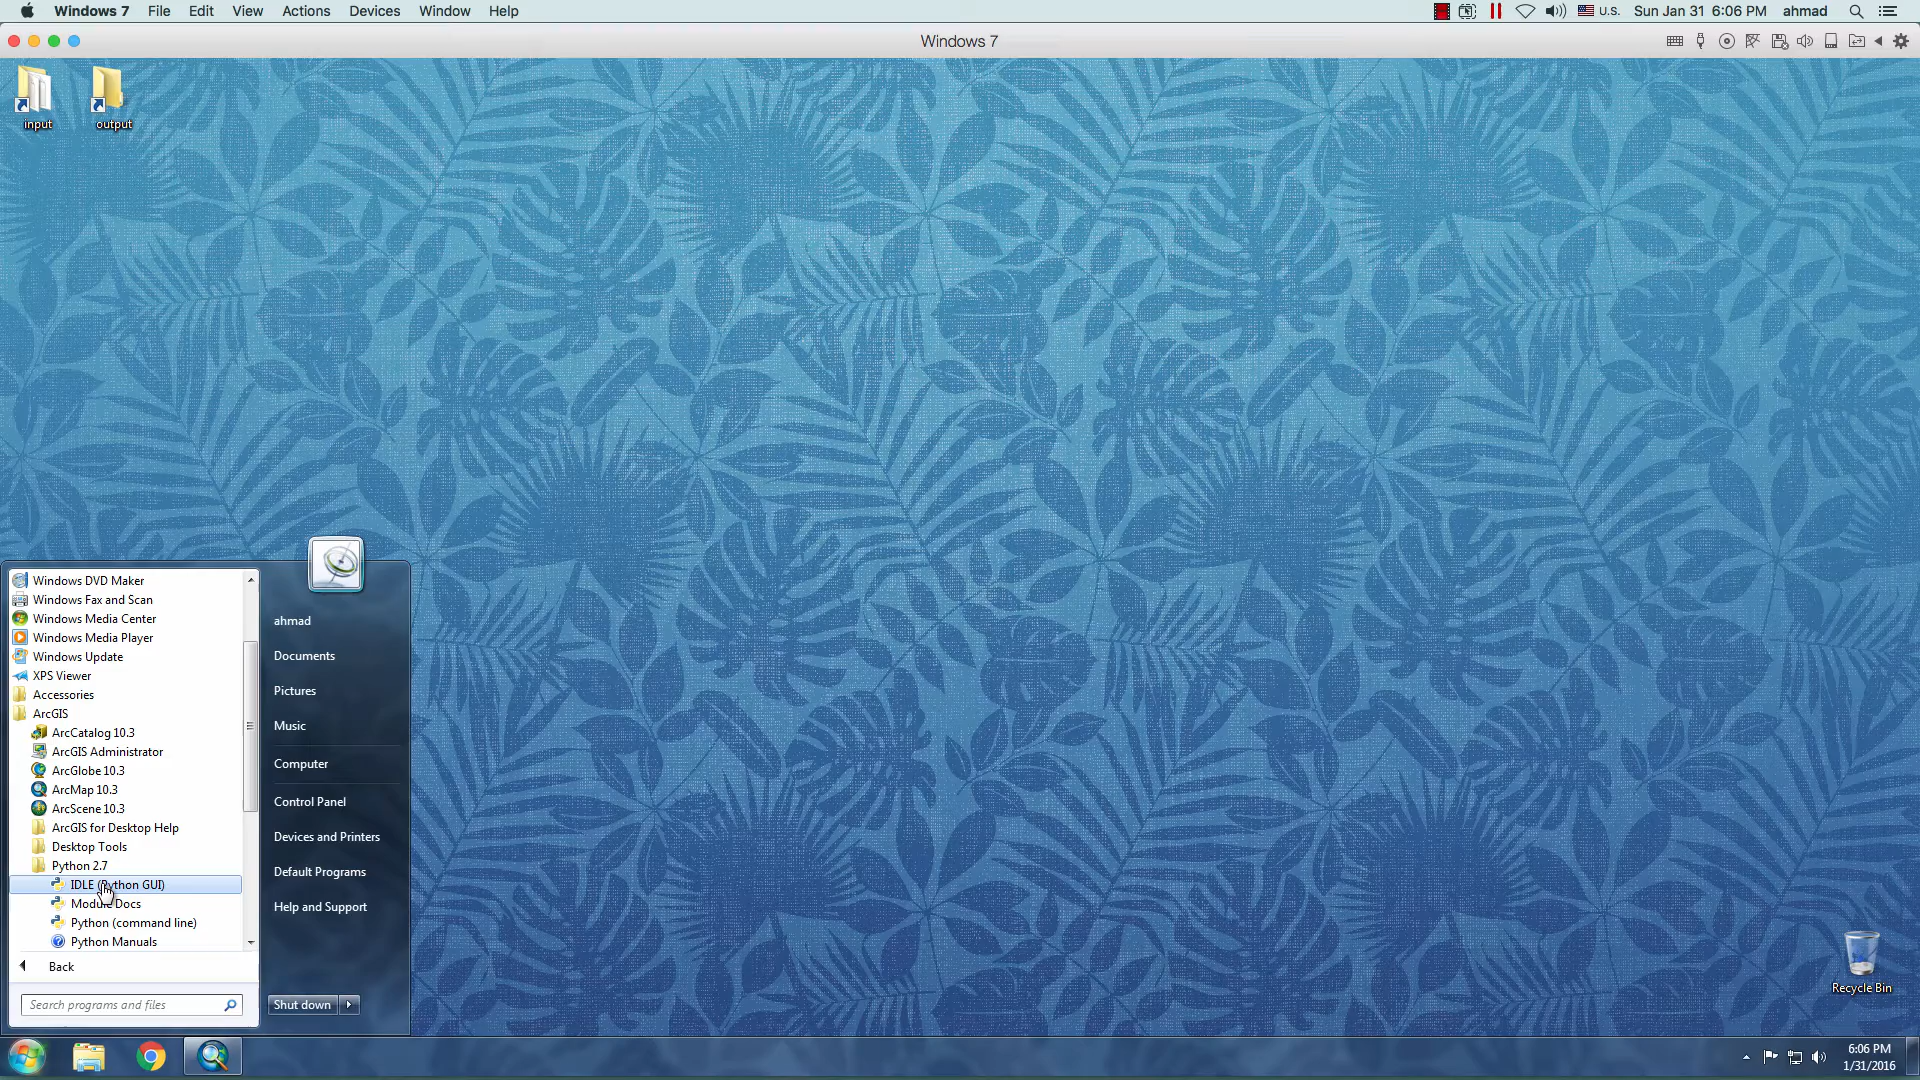 Windows 7 File Edit View Actions Devices Window Help U.S. Sun Jan 31 6:06 PM ahmad
Windows 7
input output
Windows DVD Maker
Windows Fax and Scan
Windows Media Center
Windows Media Player
Windows Update
XPS Viewer
Accessories
ArcGIS
ArcCatalog 10.3
ArcGIS Administrator
ArcGlobe 10.3
ArcMap 10.3
ArcScene 10.3
ArcGIS for Desktop Help
Desktop Tools
Python 2.7
IDLE (Python GUI)
Module Docs
Python (command line)
Python Manuals
Back
Search programs and files
ahmad
Documents
Pictures
Music
Computer
Control Panel
Devices and Printers
Default Programs
Help and Support
Shut down
Recycle Bin
6:06 PM
1/31/2016